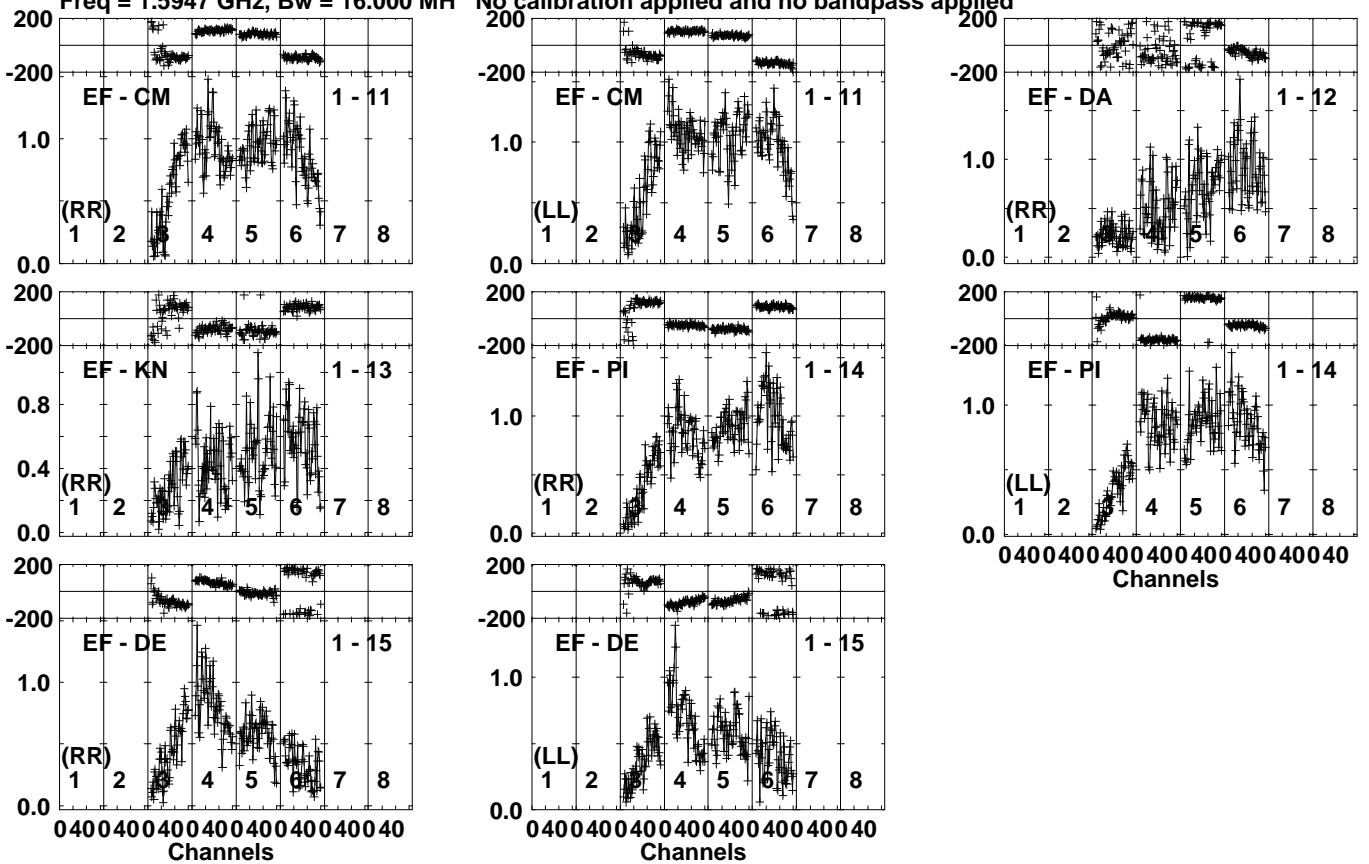 Freq = 1.5947 GHz, Bw = 16.000 MH No calibration applied and no bandpass applied
200
-200
EF - CM 1 - 11
1.0
(RR)
1 2 3 4 5 6 7 8
0.0
200
-200
EF - CM 1 - 11
1.0
(LL)
1 2 3 4 5 6 7 8
0.0
200
-200
EF - DA 1 - 12
1.0
(RR)
1 2 3 4 5 6 7 8
0.0
200
-200
EF - KN 1 - 13
0.8
0.4
(RR)
1 2 3 4 5 6 7 8
0.0
200
-200
EF - PI 1 - 14
1.0
(RR)
1 2 3 4 5 6 7 8
0.0
200
-200
EF - PI 1 - 14
1.0
(LL)
1 2 3 4 5 6 7 8
0.0
0 40 0 40 0 40 0 40 0 40 0 40 0 40 0 40
Channels
200
-200
EF - DE 1 - 15
1.0
(RR)
1 2 3 4 5 6 7 8
0.0
0 40 0 40 0 40 0 40 0 40 0 40 0 40 0 40
Channels
200
-200
EF - DE 1 - 15
1.0
(LL)
1 2 3 4 5 6 7 8
0.0
0 40 0 40 0 40 0 40 0 40 0 40 0 40 0 40
Channels